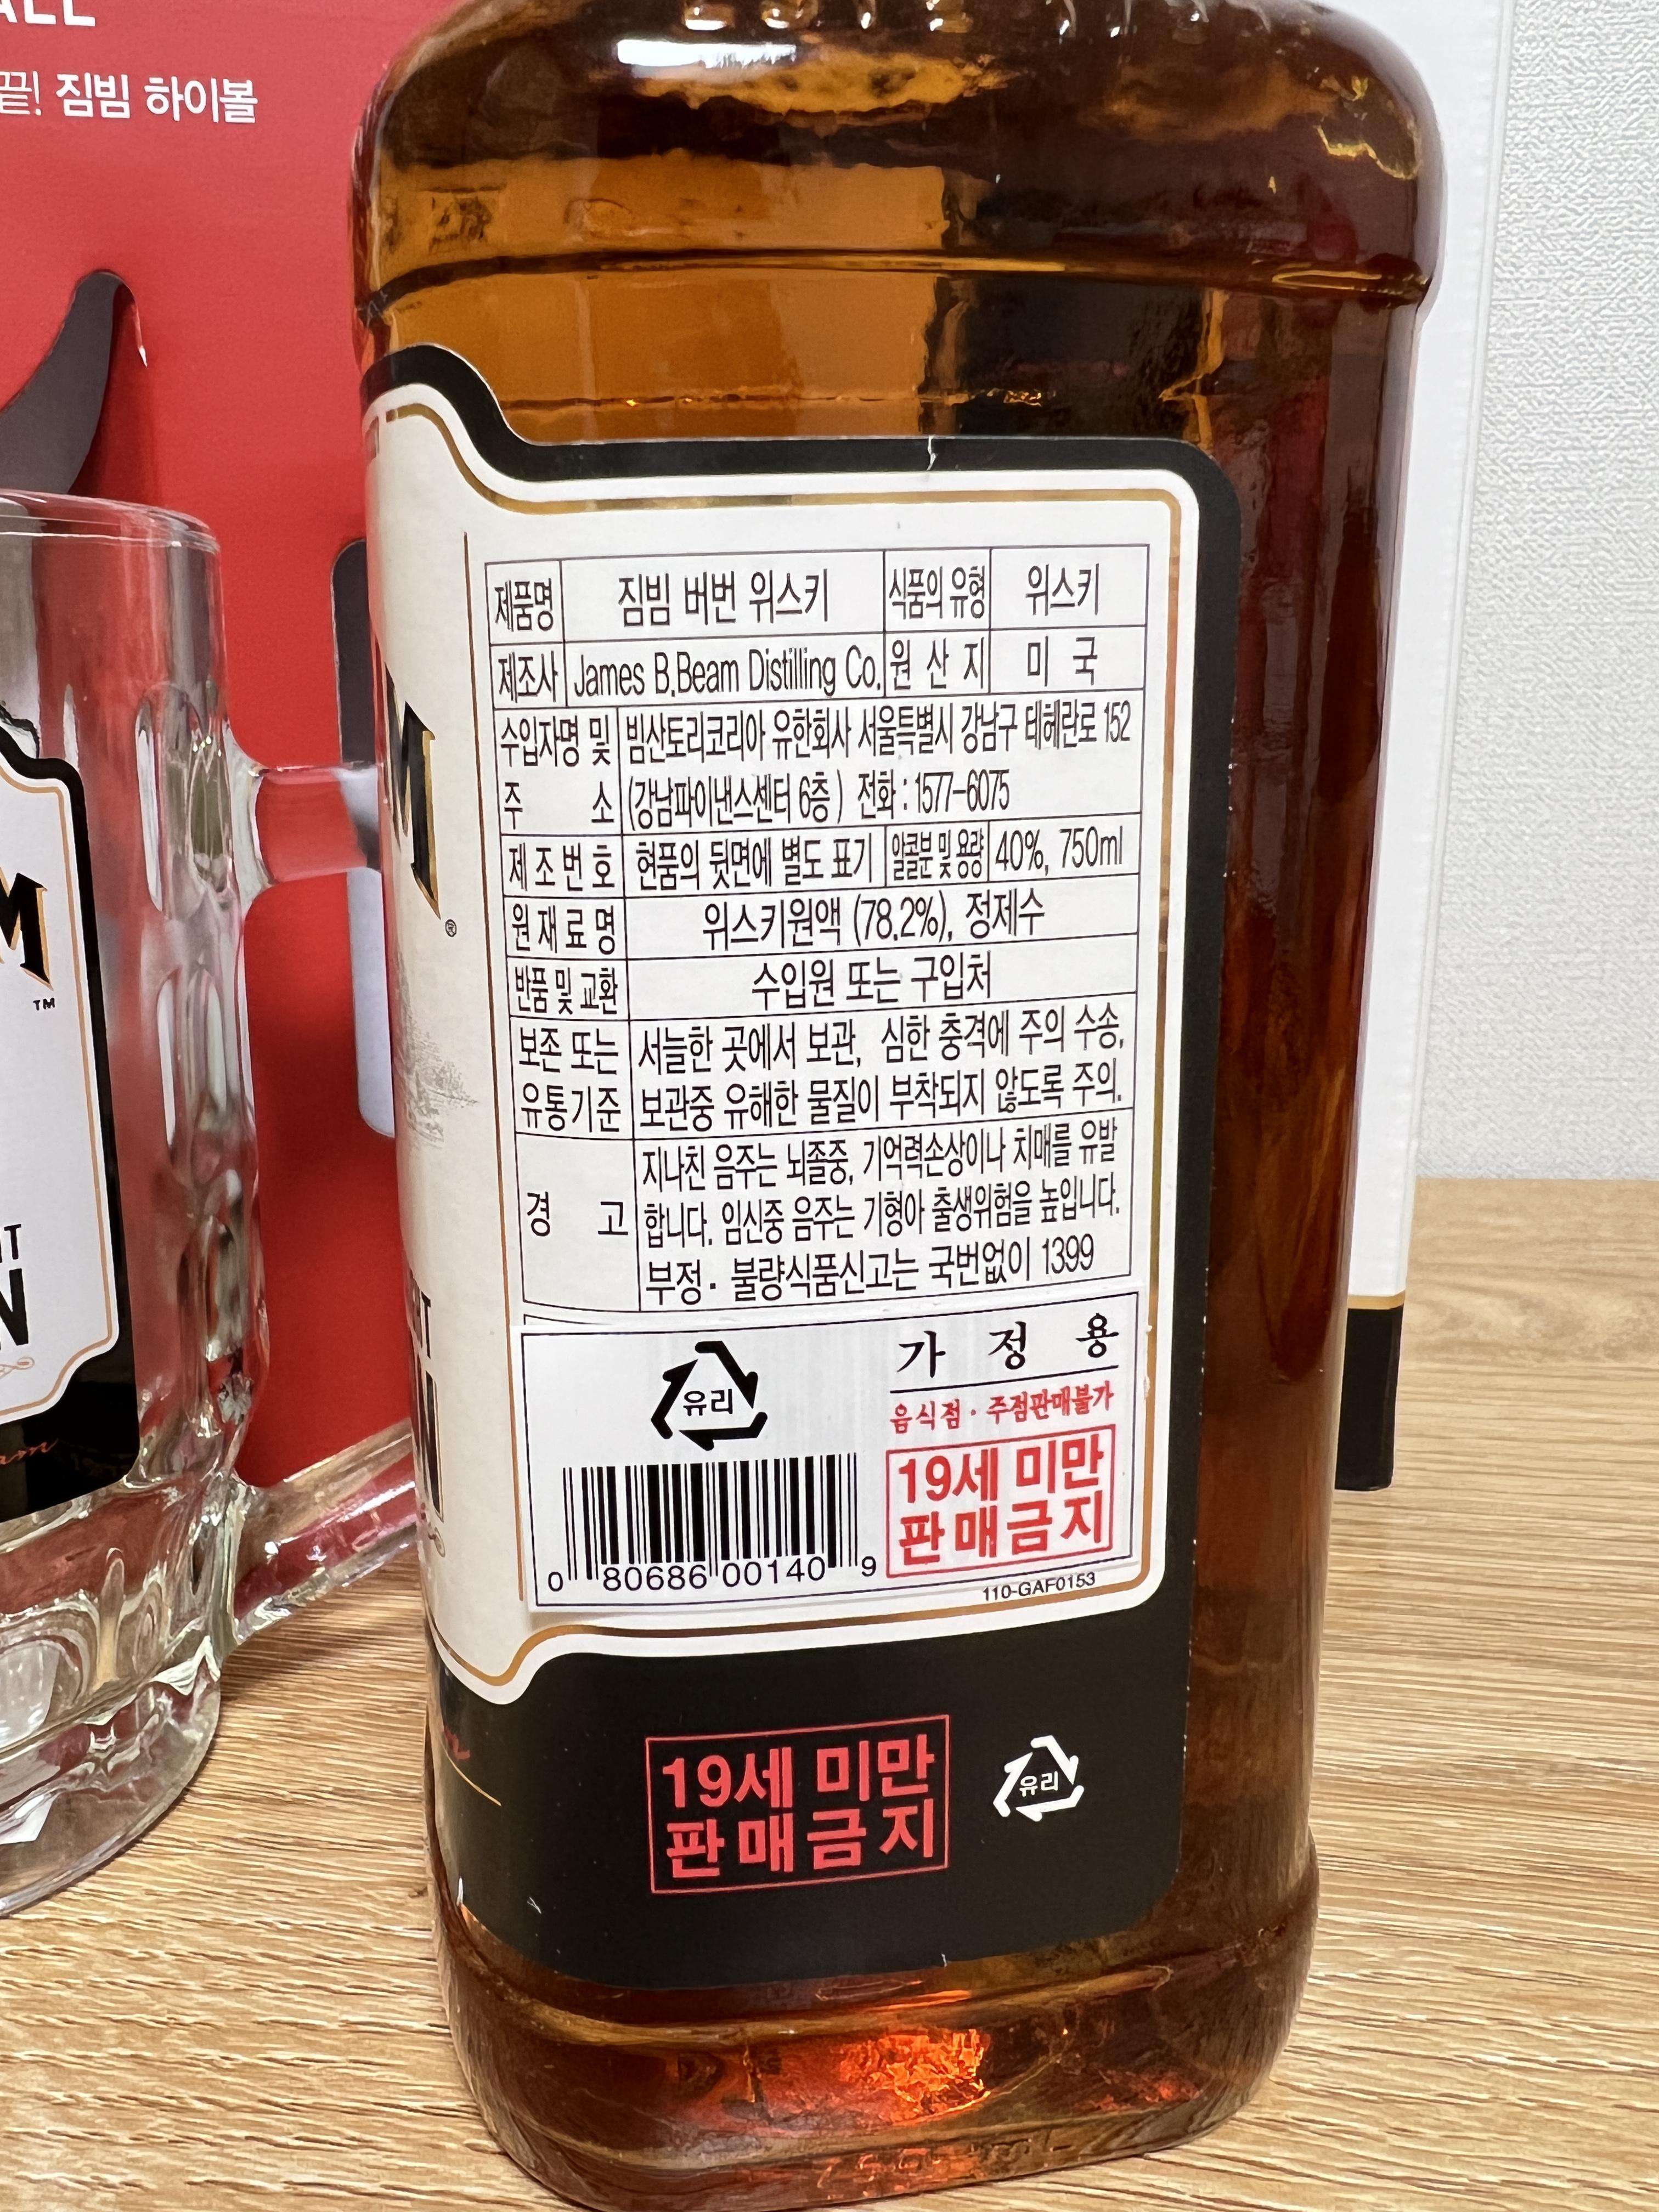 끝! 짐빔 하이볼
TM
®
제품명 짐빔 버번 위스키 식품의 유형 위스키
제조사 James B.Beam Distilling Co. 원 산 지 미 국
수입자명 및 빔산토리코리아 유한회사 서울특별시 강남구 테헤란로 152
주 소 (강남파이낸스센터 6층) 전화 : 1577-6075
제 조 번 호 현품의 뒷면에 별도 표기 알콜분 및 용량 40%, 750ml
원 재 료 명 위스키원액 (78.2%), 정제수
반품 및 교환 수입원 또는 구입처
보존 또는 서늘한 곳에서 보관, 심한 충격에 주의 수송,
유통기준 보관중 유해한 물질이 부착되지 않도록 주의.
지나친 음주는 뇌졸중, 기억력손상이나 치매를 유발
경 고 합니다. 임신중 음주는 기형아 출생위험을 높입니다.
부정· 불량식품신고는 국번없이 1399
유리
가 정 용
음식점 · 주점판매불가
19세 미만
판매금지
0 80686 00140 9
110-GAF0153
19세 미만
판매금지
유리